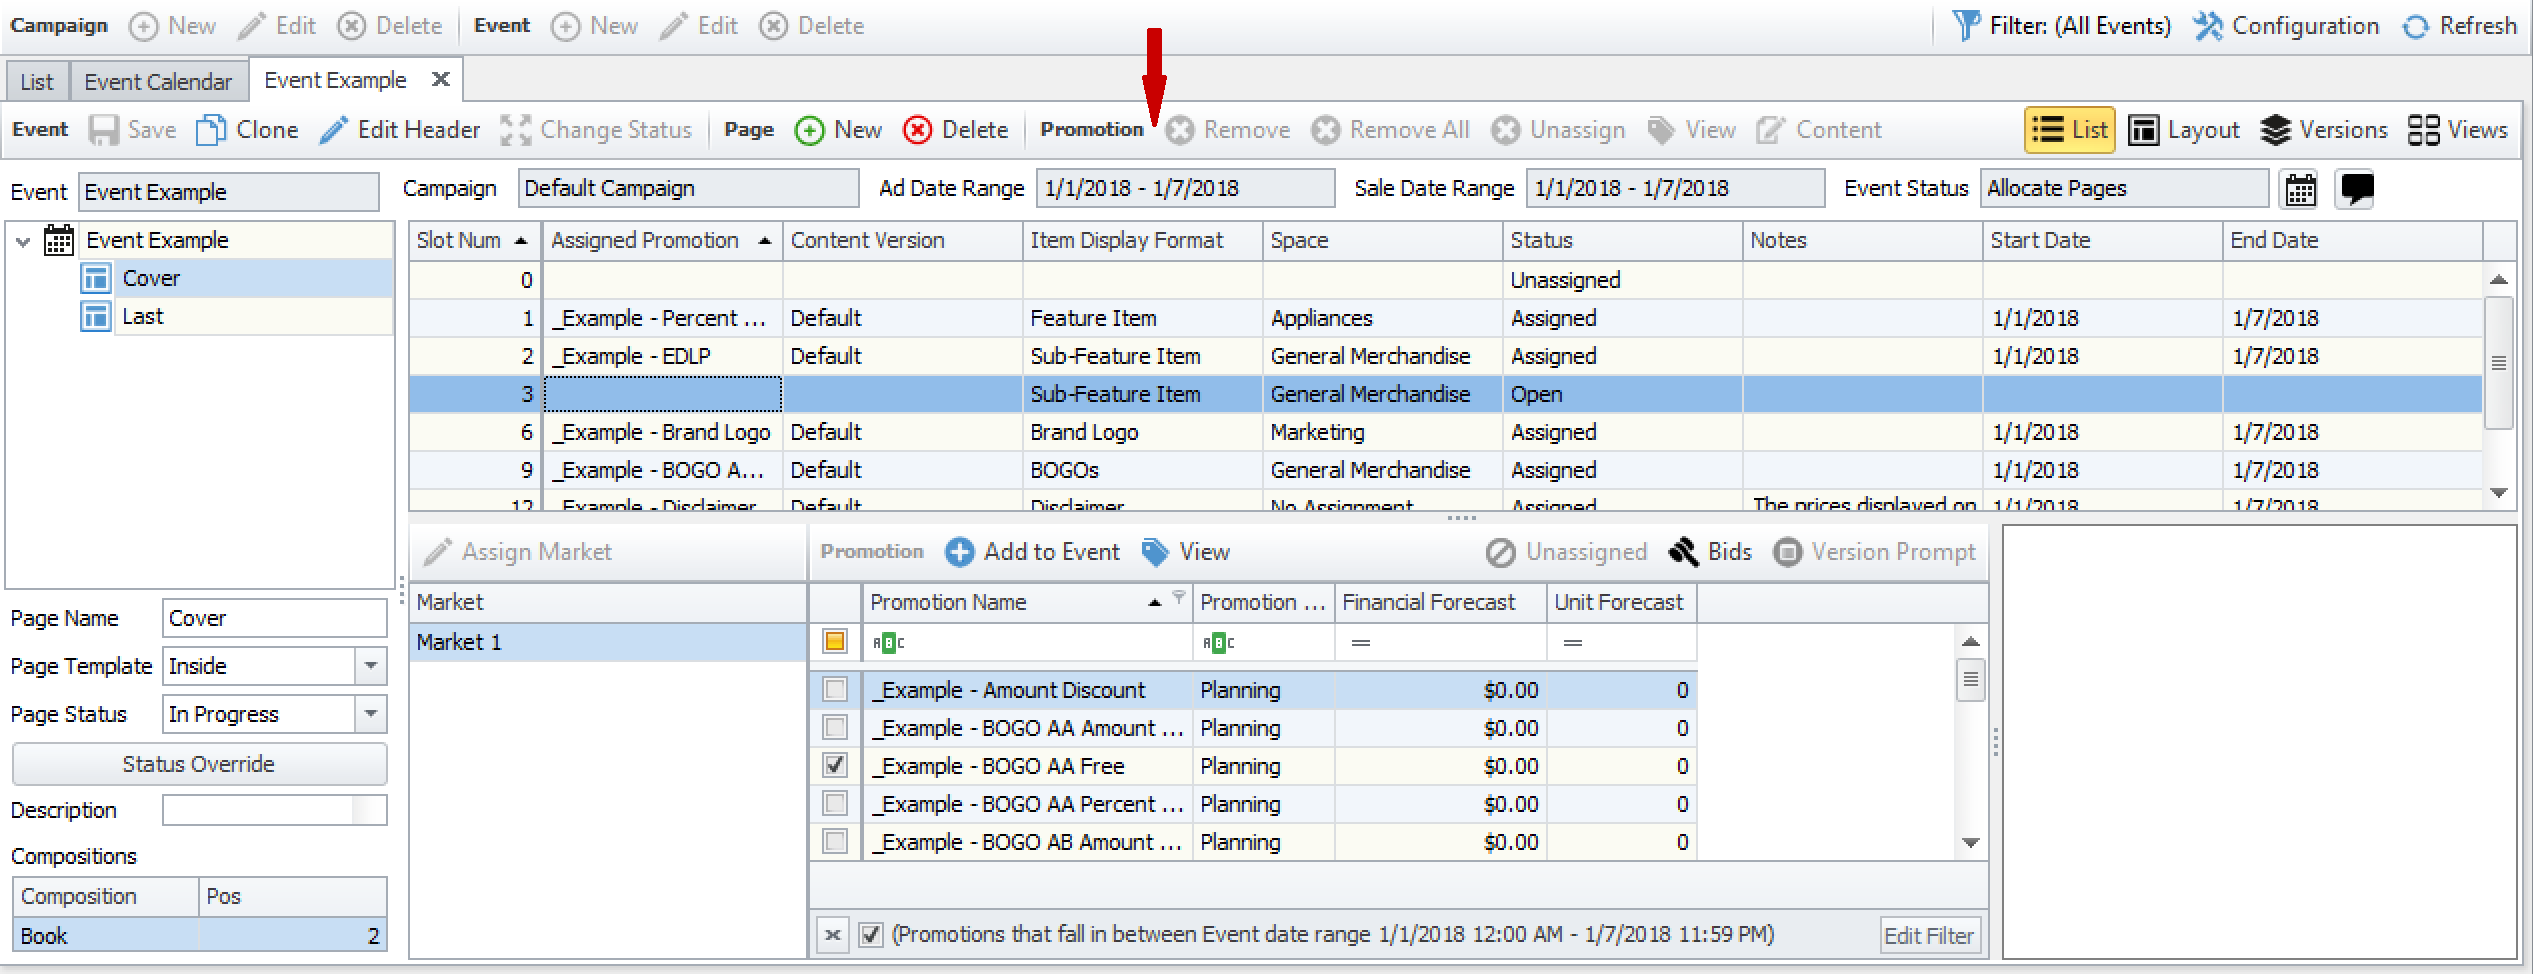 Campaign New Edit Delete Event New Edit Delete Filter: (All Events) Configuration Refresh
List Event Calendar Event Example
Event Save Clone Edit Header Change Status Page New Delete Promotion Remove Remove All Unassign View Content List Layout Versions Views
Event Event Example Campaign Default Campaign Ad Date Range 1/1/2018 - 1/7/2018 Sale Date Range 1/1/2018 - 1/7/2018 Event Status Allocate Pages
Event Example
Cover
Last
Slot Num Assigned Promotion Content Version Item Display Format Space Status Notes Start Date End Date
0 Unassigned
1 _Example - Percent ... Default Feature Item Appliances Assigned 1/1/2018 1/7/2018
2 _Example - EDLP Default Sub-Feature Item General Merchandise Assigned 1/1/2018 1/7/2018
3 Sub-Feature Item General Merchandise Open
6 _Example - Brand Logo Default Brand Logo Marketing Assigned 1/1/2018 1/7/2018
9 _Example - BOGO A... Default BOGOs General Merchandise Assigned 1/1/2018 1/7/2018
12 _Example - Disclaimer Default Disclaimer No Assignment Assigned The prices displayed on 1/1/2018 1/7/2018
Page Name Cover
Page Template Inside
Page Status In Progress
Status Override
Description
Compositions
Composition Pos
Book 2
Assign Market
Market
Market 1
Promotion Add to Event View Unassigned Bids Version Prompt
Promotion Name Promotion ... Financial Forecast Unit Forecast
ABC ABC = =
_Example - Amount Discount Planning $0.00 0
_Example - BOGO AA Amount ... Planning $0.00 0
_Example - BOGO AA Free Planning $0.00 0
_Example - BOGO AA Percent ... Planning $0.00 0
_Example - BOGO AB Amount ... Planning $0.00 0
(Promotions that fall in between Event date range 1/1/2018 12:00 AM - 1/7/2018 11:59 PM) Edit Filter